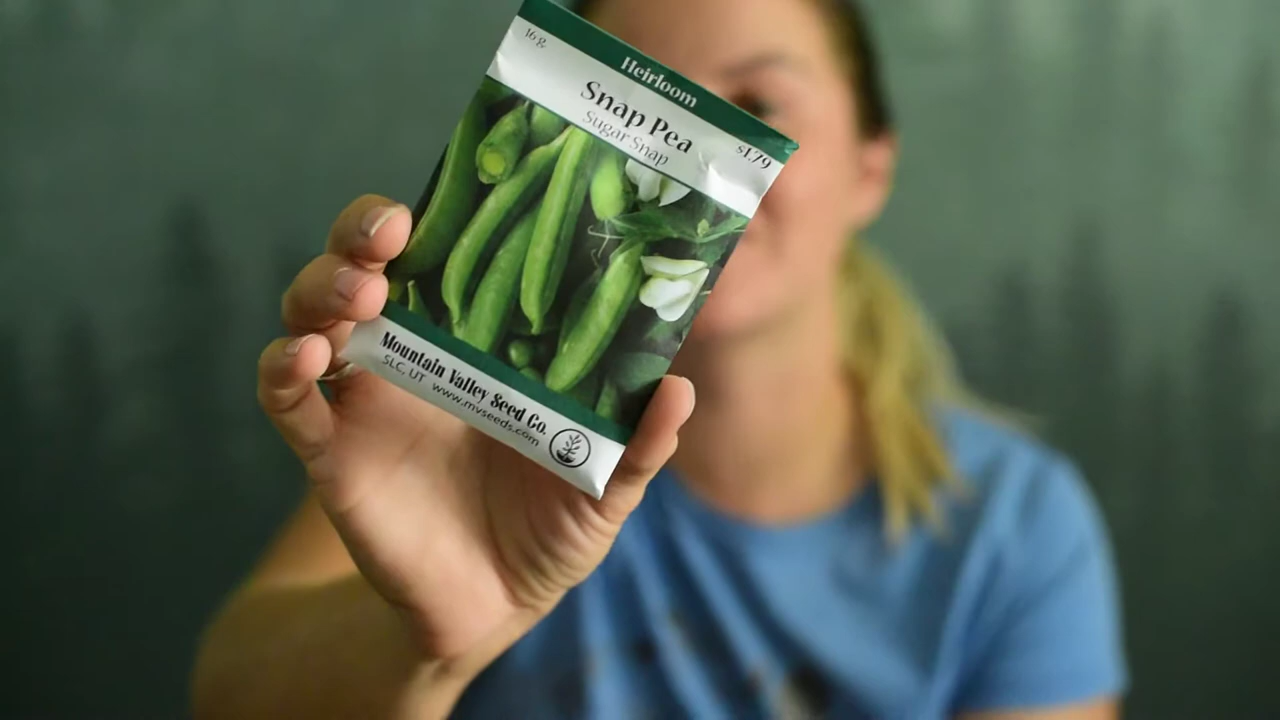 16 g.
Heirloom
Snap Pea
Sugar Snap
$1.79
Mountain Valley Seed Co.
SLC, UT www.mvseeds.com